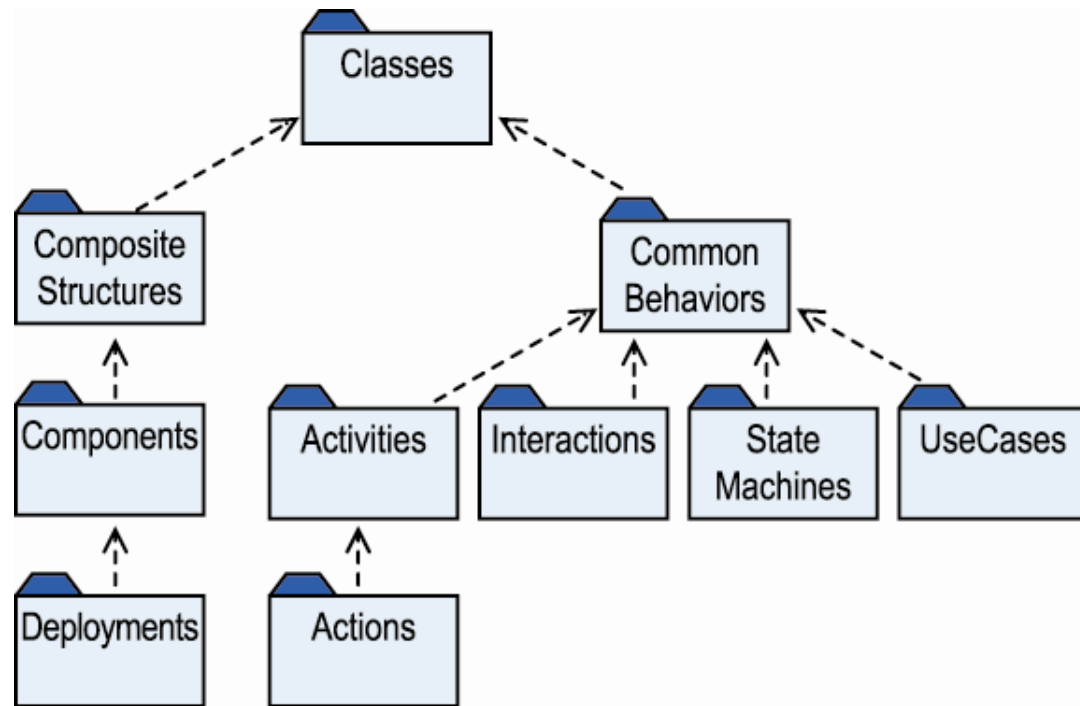 Classes
Composite
Structures
Common
Behaviors
Components
Activities
Interactions
State
Machines
UseCases
Deployments
Actions